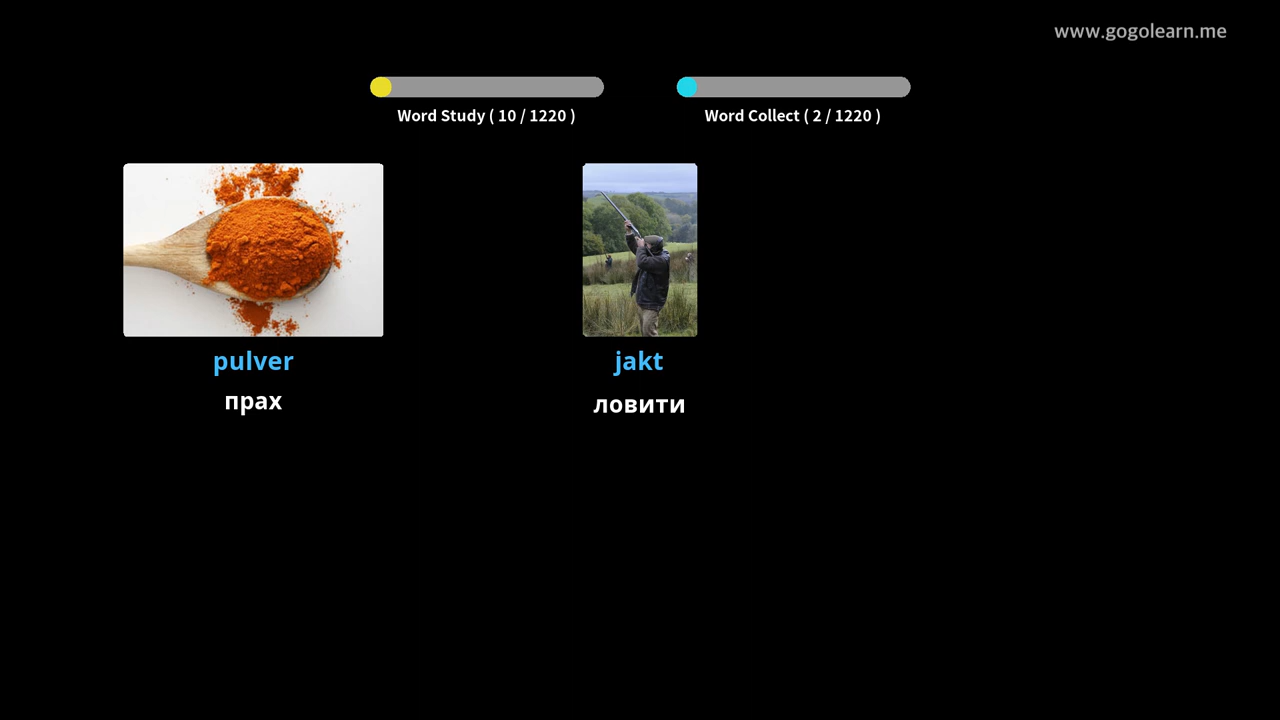 www.gogolearn.me
Word Study ( 10 / 1220 )
Word Collect ( 2 / 1220 )
pulver
прах
jakt
ловити